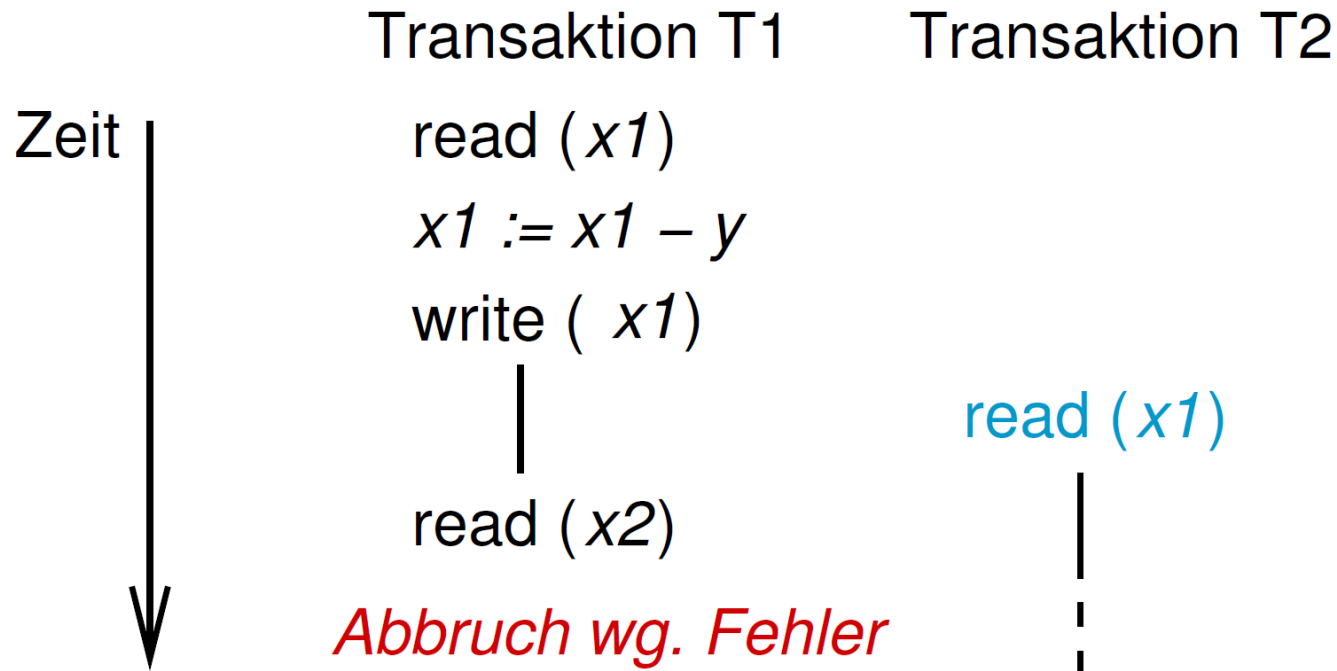 Transaktion T1 Transaktion T2
Zeit read (x1)
x1 := x1 – y
write ( x1)
read (x1)
read (x2)
Abbruch wg. Fehler